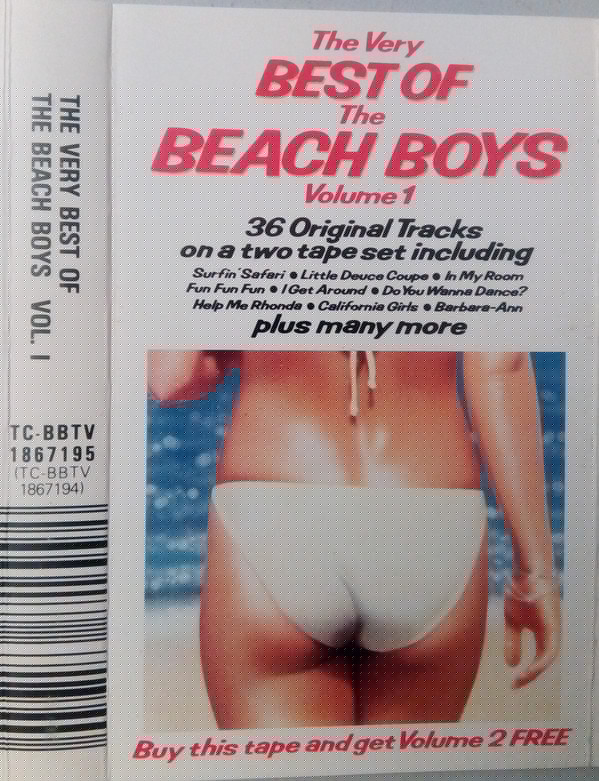 THE VERY BEST OF
THE BEACH BOYS VOL. I
TC-BBTV
1867195
(TC-BBTV
1867194)
The Very
BEST OF
The
BEACH BOYS
Volume 1
36 Original Tracks
on a two tape set including
Surfin' Safari • Little Deuce Coupe • In My Room
Fun Fun Fun • I Get Around • Do You Wanna Dance?
Help Me Rhonda • California Girls • Barbara-Ann
plus many more
Buy this tape and get Volume 2 FREE